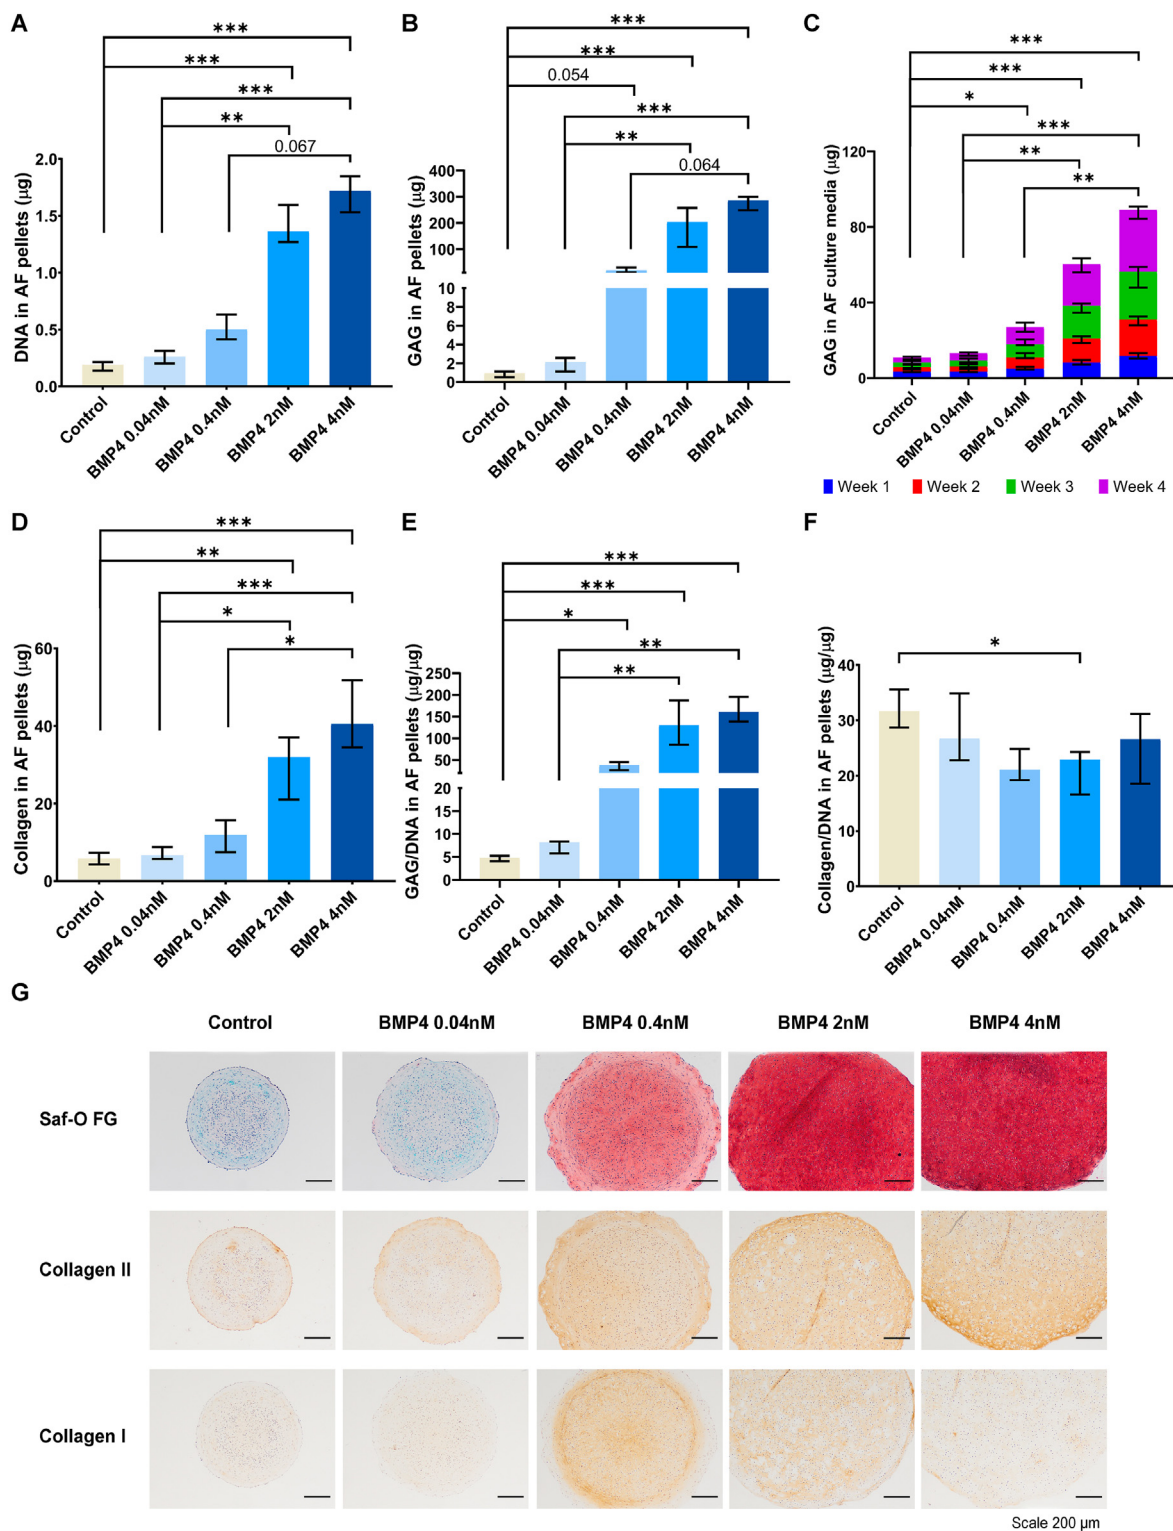 A
B
C
***
***
***
**
0.067
DNA in AF pellets (μg)
2.0
1.5
1.0
0.5
0.0
Control
BMP4 0.04nM
BMP4 0.4nM
BMP4 2nM
BMP4 4nM
***
***
0.054
***
**
0.064
GAG in AF pellets (μg)
400
300
200
100
10
8
6
4
2
0
Control
BMP4 0.04nM
BMP4 0.4nM
BMP4 2nM
BMP4 4nM
***
***
*
***
**
**
GAG in AF culture media (μg)
120
80
40
0
Control
BMP4 0.04nM
BMP4 0.4nM
BMP4 2nM
BMP4 4nM
Week 1 Week 2 Week 3 Week 4
D
E
F
***
**
***
*
*
Collagen in AF pellets (μg)
60
40
20
0
Control
BMP4 0.04nM
BMP4 0.4nM
BMP4 2nM
BMP4 4nM
***
***
*
**
**
GAG/DNA in AF pellets (μg/μg)
250
200
150
100
50
20
15
10
5
0
Control
BMP4 0.04nM
BMP4 0.4nM
BMP4 2nM
BMP4 4nM
*
Collagen/DNA in AF pellets (μg/μg)
40
30
20
10
0
Control
BMP4 0.04nM
BMP4 0.4nM
BMP4 2nM
BMP4 4nM
G
Control BMP4 0.04nM BMP4 0.4nM BMP4 2nM BMP4 4nM
Saf-O FG
Collagen II
Collagen I
Scale 200 μm